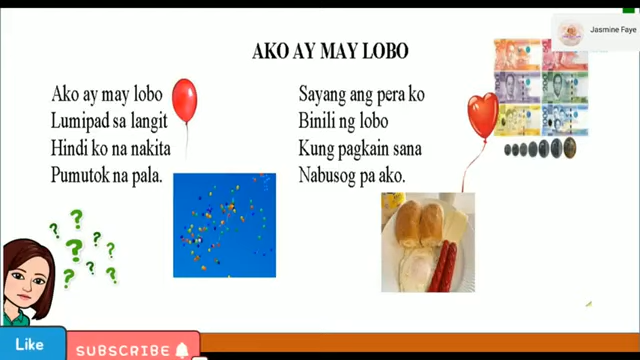 Jasmine Faye
AKO AY MAY LOBO
Ako ay may lobo
Lumipad sa langit
Hindi ko na nakita
Pumutok na pala.
Sayang ang pera ko
Binili ng lobo
Kung pagkain sana
Nabusog pa ako.
Like
SUBSCRIBE